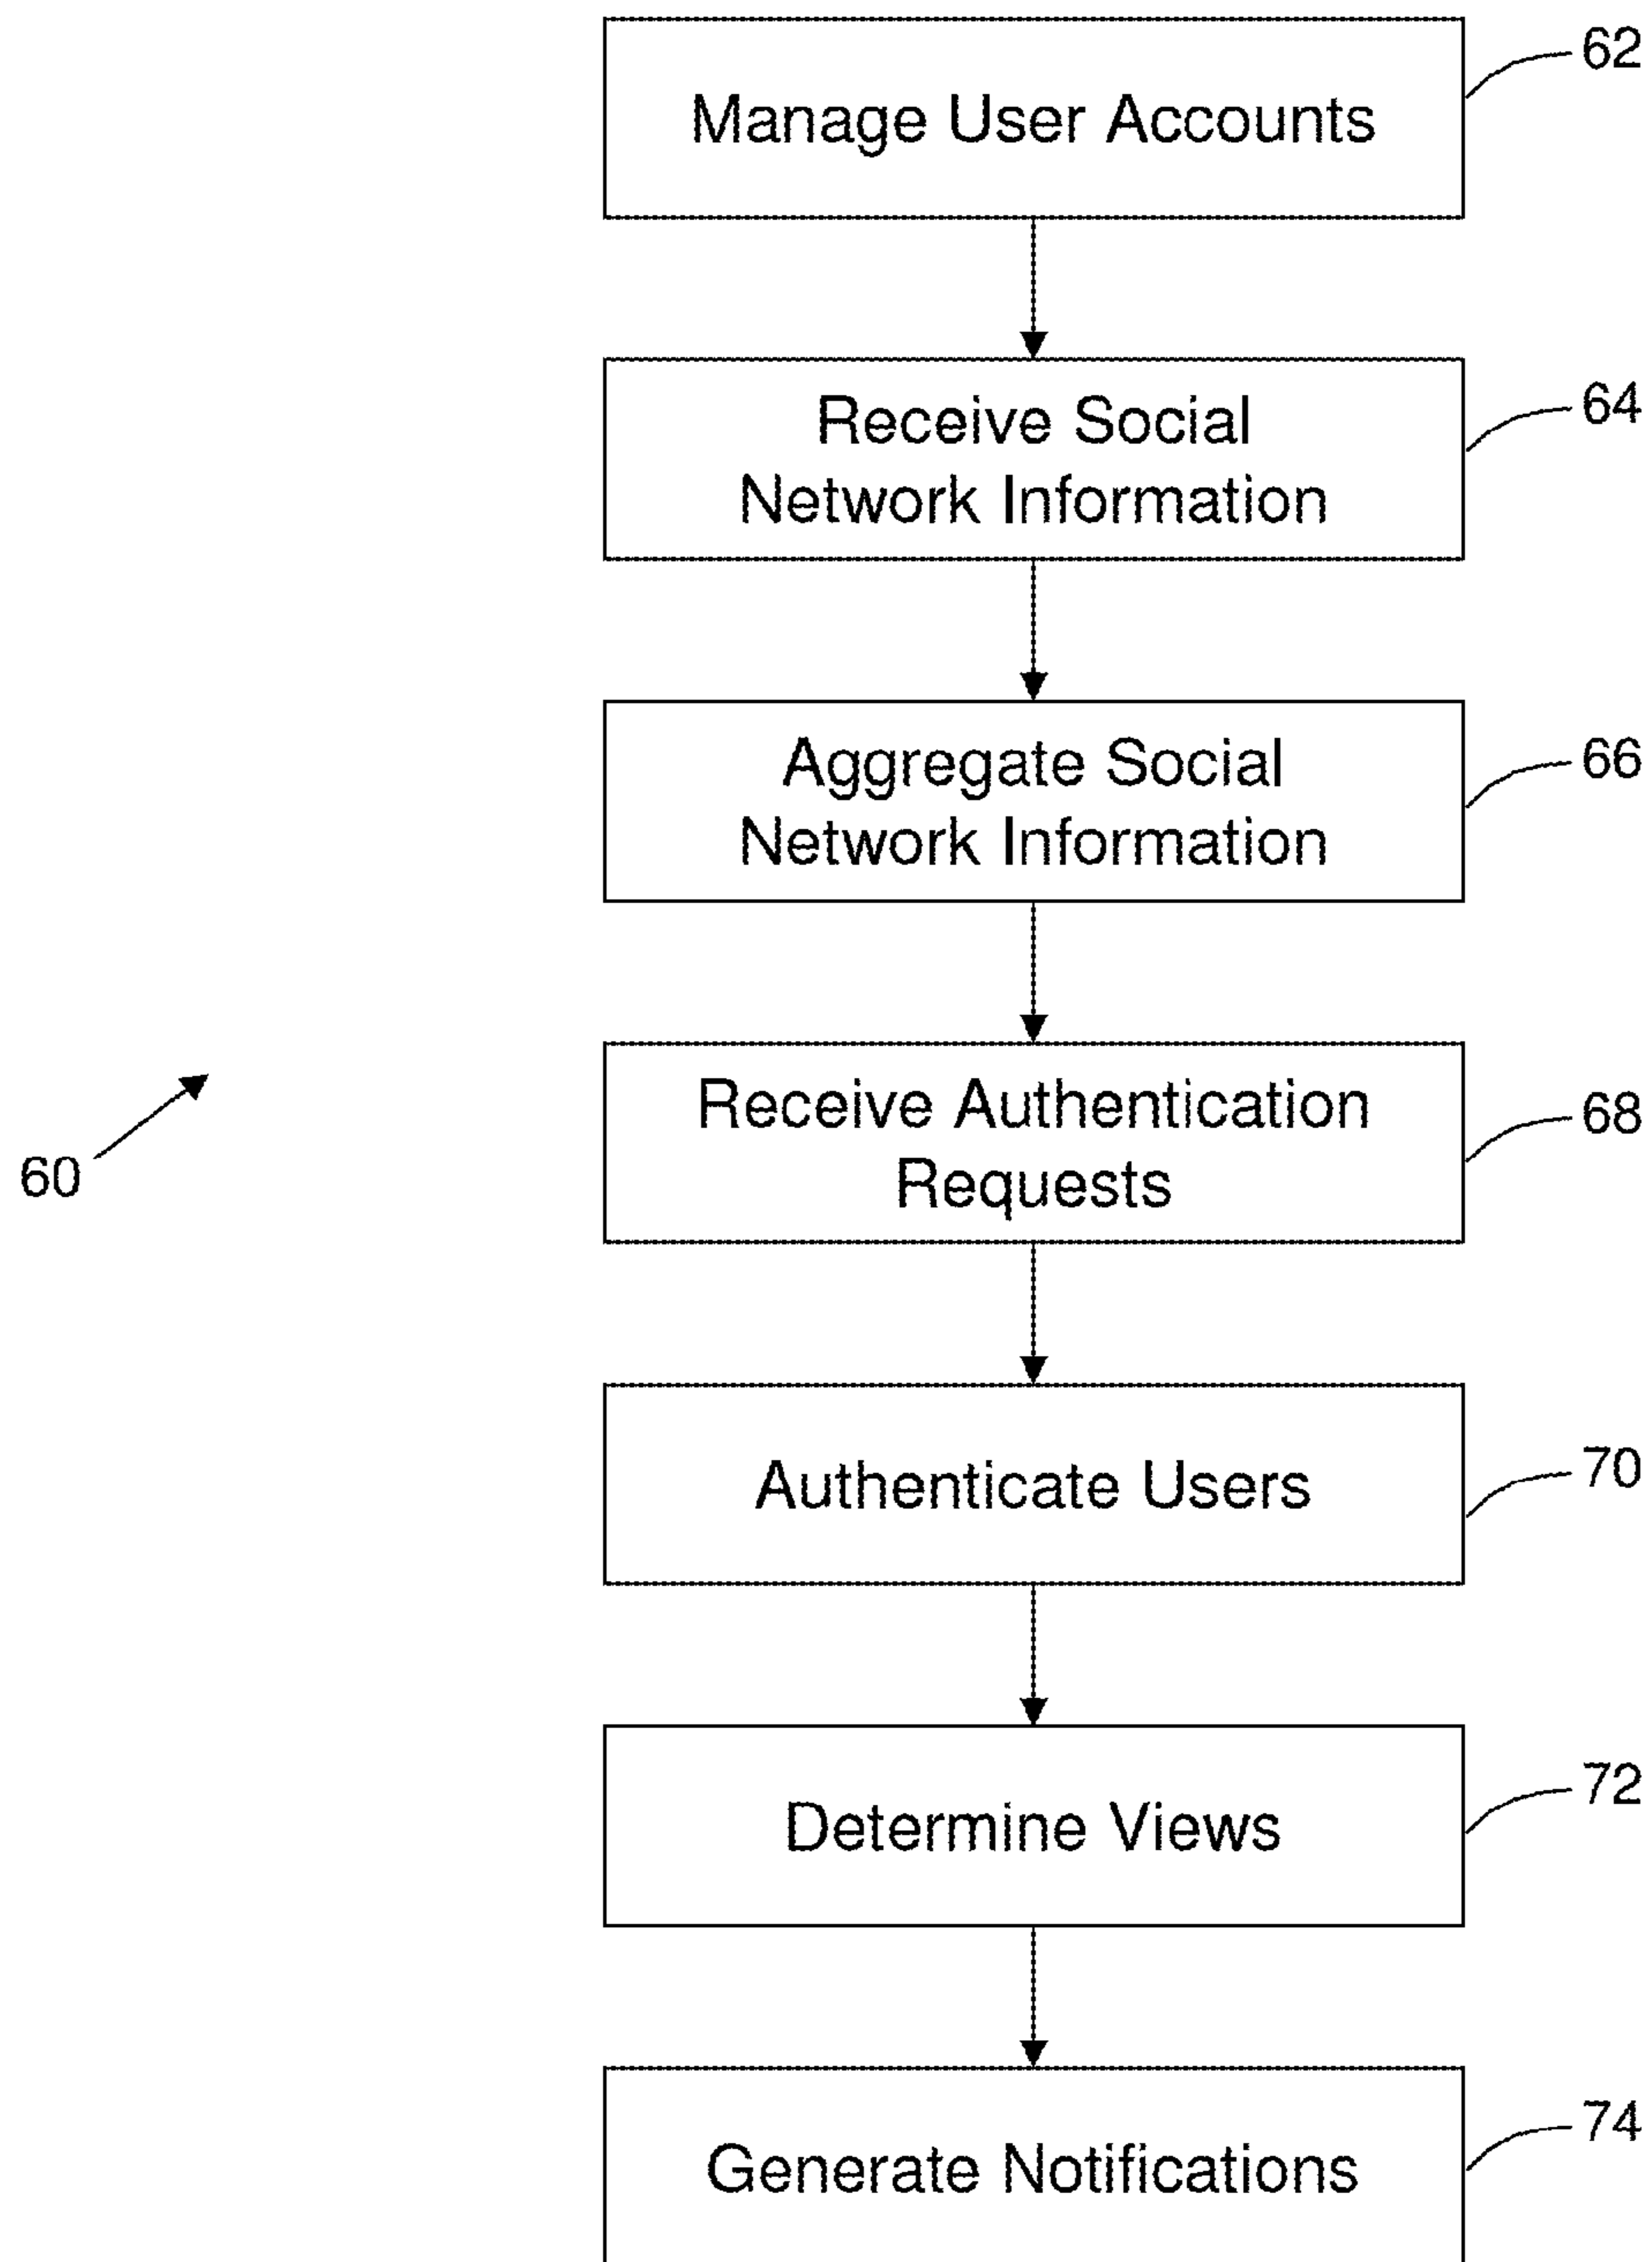 Manage User Accounts
62
Receive Social
Network Information
64
Aggregate Social
Network Information
66
Receive Authentication
Requests
68
60
Authenticate Users
70
Determine Views
72
Generate Notifications
74